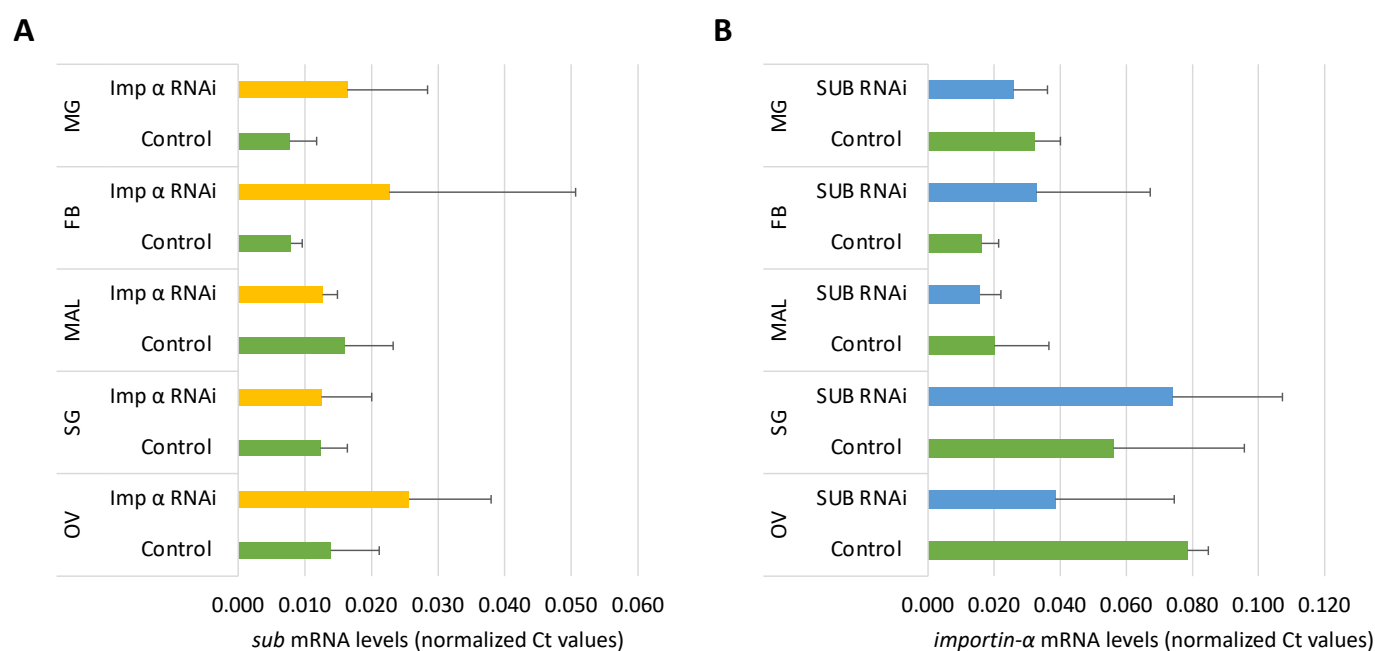 A
MG
Imp α RNAi
Control
FB
Imp α RNAi
Control
MAL
Imp α RNAi
Control
SG
Imp α RNAi
Control
OV
Imp α RNAi
Control
0.000 0.010 0.020 0.030 0.040 0.050 0.060
sub mRNA levels (normalized Ct values)
B
MG
SUB RNAi
Control
FB
SUB RNAi
Control
MAL
SUB RNAi
Control
SG
SUB RNAi
Control
OV
SUB RNAi
Control
0.000 0.020 0.040 0.060 0.080 0.100 0.120
importin-α mRNA levels (normalized Ct values)